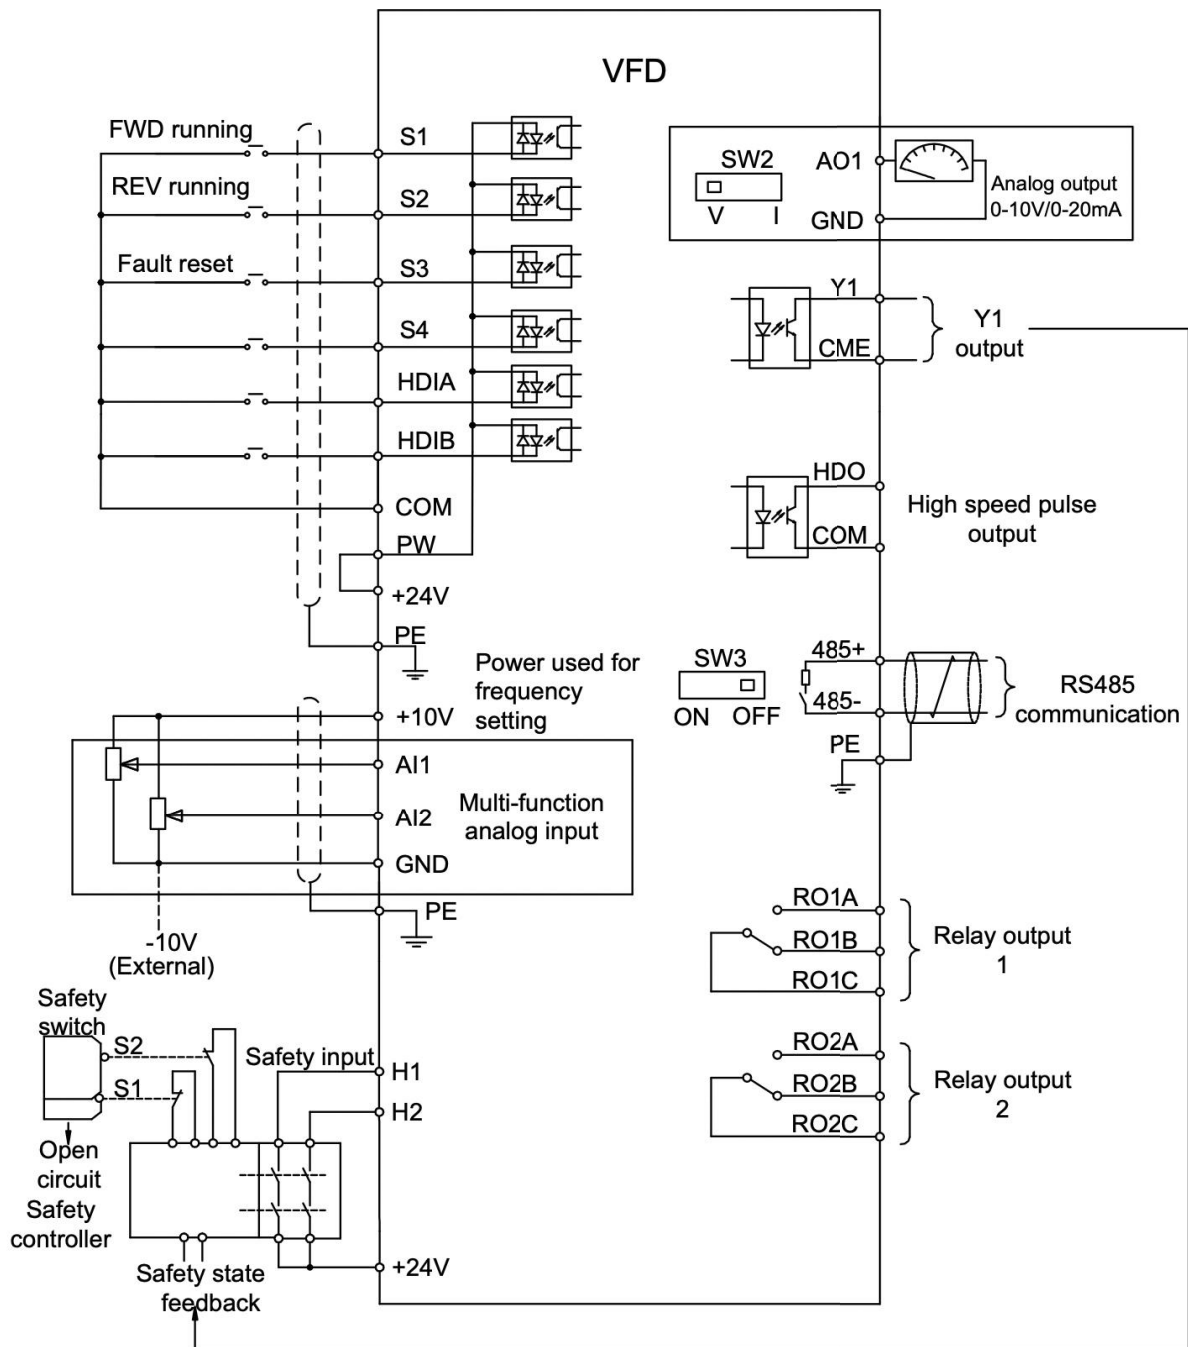 VFD
FWD running
S1
REV running
S2
Fault reset
S3
S4
HDIA
HDIB
COM
PW
+24V
PE
SW2
V I
AO1
GND
Analog output
0-10V/0-20mA
Y1
CME
Y1
output
HDO
COM
High speed pulse
output
SW3
ON OFF
485+
485-
PE
RS485
communication
Power used for
frequency
setting
+10V
AI1
AI2
GND
PE
Multi-function
analog input
-10V
(External)
RO1A
RO1B
RO1C
Relay output
1
RO2A
RO2B
RO2C
Relay output
2
Safety
switch
S2
S1
Safety input
H1
H2
Open
circuit
Safety
controller
+24V
Safety state
feedback